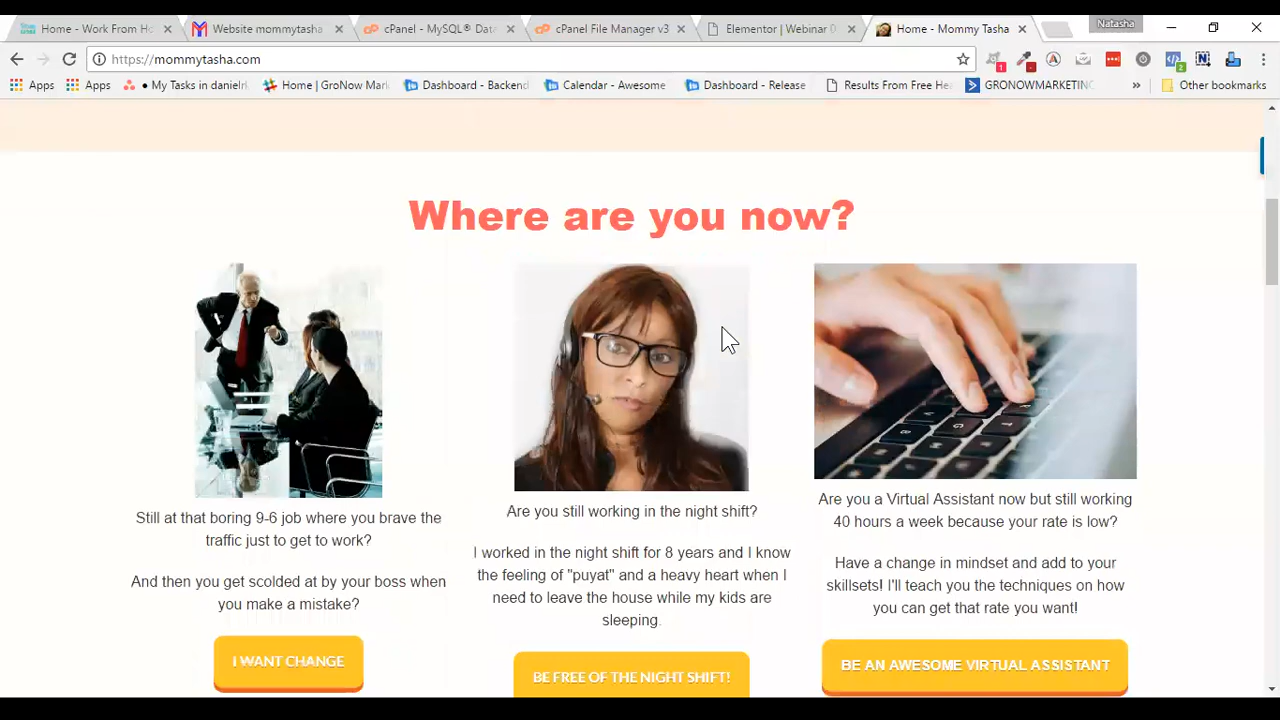 Home - Work From Ho
Website mommytasha
cPanel - MySQL® Data
cPanel File Manager v3
Elementor | Webinar 0
Home - Mommy Tasha
Natasha
https://mommytasha.com
1
2
Apps
Apps
• My Tasks in danielri
Home | GroNow Mark
Dashboard - Backend
Calendar - Awesome
Dashboard - Release
Results From Free Hea
GRONOWMARKETIN
»
Other bookmarks
Where are you now?
Still at that boring 9-6 job where you brave the
traffic just to get to work?
And then you get scolded at by your boss when
you make a mistake?
I WANT CHANGE
Are you still working in the night shift?
I worked in the night shift for 8 years and I know
the feeling of "puyat" and a heavy heart when I
need to leave the house while my kids are
sleeping.
BE FREE OF THE NIGHT SHIFT!
Are you a Virtual Assistant now but still working
40 hours a week because your rate is low?
Have a change in mindset and add to your
skillsets! I'll teach you the techniques on how
you can get that rate you want!
BE AN AWESOME VIRTUAL ASSISTANT